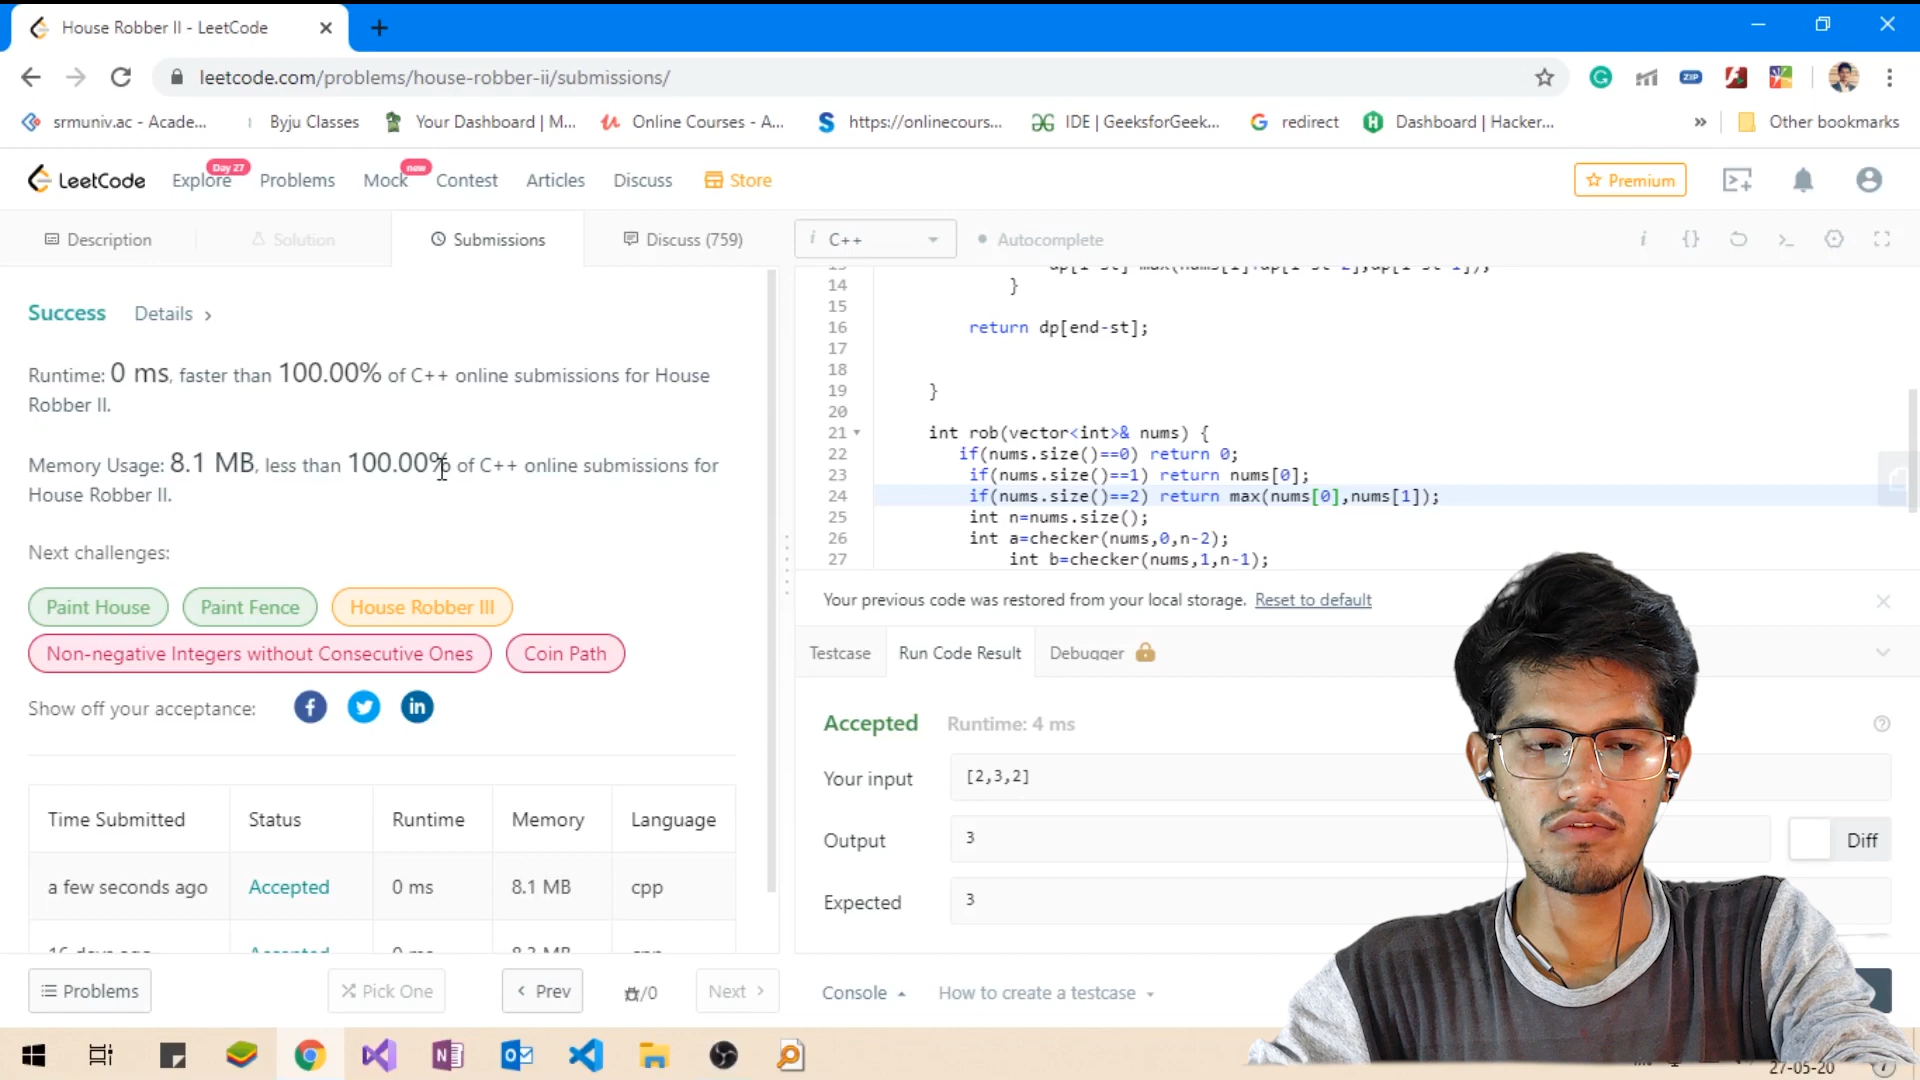 House Robber II - LeetCode
leetcode.com/problems/house-robber-ii/submissions/
srmuniv.ac - Acade...
Byju Classes
Your Dashboard | M...
Online Courses - A...
https://onlinecours...
IDE | GeeksforGeek...
redirect
Dashboard | Hacker...
»
Other bookmarks
LeetCode
Explore
Day 27
Problems
Mock
new
Contest
Articles
Discuss
Store
Premium
Description
Solution
Submissions
Discuss (759)
i C++
Autocomplete
Success Details >
Runtime: 0 ms, faster than 100.00% of C++ online submissions for House
Robber II.
Memory Usage: 8.1 MB, less than 100.00% of C++ online submissions for
House Robber II.
Next challenges:
Paint House
Paint Fence
House Robber III
Non-negative Integers without Consecutive Ones
Coin Path
Show off your acceptance:
Time Submitted Status Runtime Memory Language
a few seconds ago Accepted 0 ms 8.1 MB cpp
Problems
Pick One
< Prev
/0
Next >
14 }
15
16 return dp[end-st];
17
18
19 }
20
21 int rob(vector<int>& nums) {
22 if(nums.size()==0) return 0;
23 if(nums.size()==1) return nums[0];
24 if(nums.size()==2) return max(nums[0],nums[1]);
25 int n=nums.size();
26 int a=checker(nums,0,n-2);
27 int b=checker(nums,1,n-1);
Your previous code was restored from your local storage. Reset to default
Testcase
Run Code Result
Debugger
Accepted Runtime: 4 ms
Your input [2,3,2]
Output 3
Diff
Expected 3
Console
How to create a testcase
27-05-20